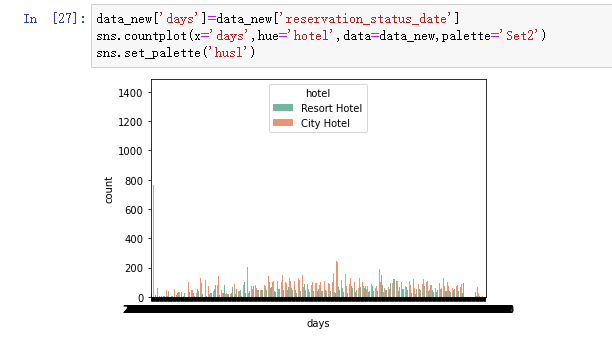 In [27]: data_new['days']=data_new['reservation_status_date']
sns.countplot(x='days',hue='hotel',data=data_new,palette='Set2')
sns.set_palette('husl')
hotel
Resort Hotel
City Hotel
1400
1200
1000
800
600
400
200
0
count
days